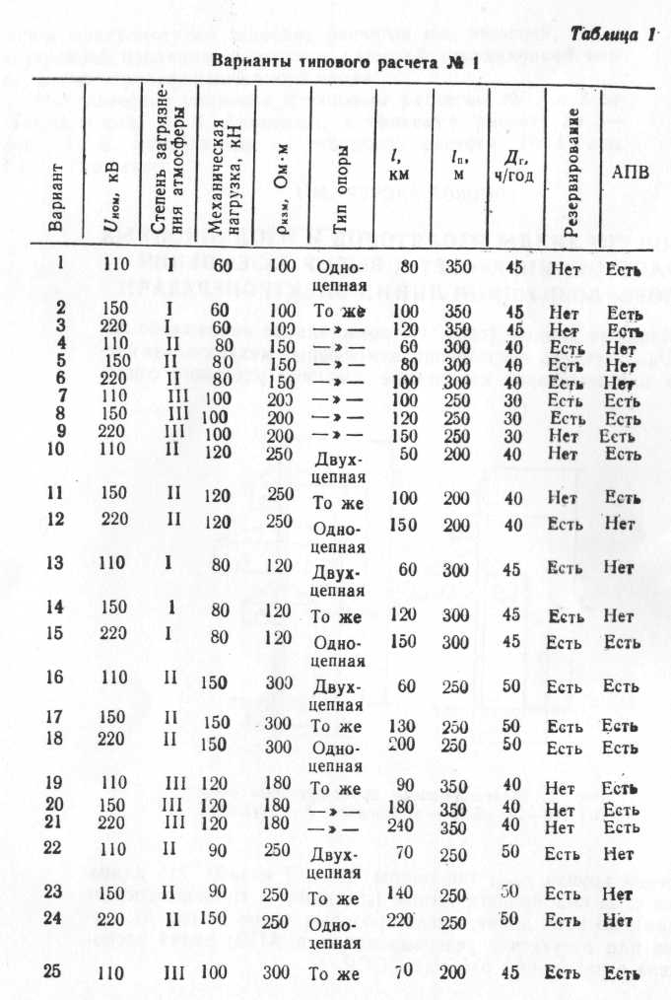 Таблица 1
Варианты типового расчета № 1
Вариант Uном, кВ Степень загрязне-ния атмосферы Механическая нагрузка, кН ρизм, Ом·м Тип опоры l, км lп, м Дг, ч/год Резервирование АПВ
1 110 60 100 Одно- 80 350 45 Нет Есть
цепная
2 150 I 60 100 То же 100 350 45 Нет Есть
3 220 I 60 100 —»— 120 350 45 Нет Есть
4 110 II 80 150 —»— 60 300 40 Есть Нет
5 150 II 80 150 —»— 80 300 40 Есть Нет
6 220 II 80 150 —»— 100 300 40 Есть Нет
7 110 III 100 200 —»— 100 250 30 Есть Есть
8 150 III 100 200 —»— 120 250 30 Есть Есть
9 220 III 100 200 —»— 150 250 30 Нет Есть
10 110 II 120 250 Двух- 50 200 40 Нет Есть
цепная
11 150 II 120 250 То же 100 200 40 Нет Есть
12 220 II 120 250 Одно- 150 200 40 Есть Нет
цепная
13 110 I 80 120 Двух- 60 300 45 Есть Нет
цепная
14 150 1 80 120 То же 120 300 45 Есть Нет
15 220 I 80 120 Одно- 150 300 45 Есть Есть
цепная
16 110 II 150 300 Двух- 60 250 50 Есть Есть
цепная
17 150 II 150 300 То же 130 250 50 Есть Есть
18 220 II 150 300 Одно- 200 250 50 Есть Есть
цепная
19 110 III 120 180 То же 90 350 40 Нет Есть
20 150 III 120 180 —»— 180 350 40 Нет Есть
21 220 III 120 180 —»— 240 350 40 Нет Есть
22 110 II 90 250 Двух- 70 250 50 Есть Нет
цепная
23 150 II 90 250 То же 140 250 50 Есть Нет
24 220 II 150 250 Одно- 220 250 50 Есть Нет
цепная
25 110 III 100 300 То же 70 200 45 Есть Есть